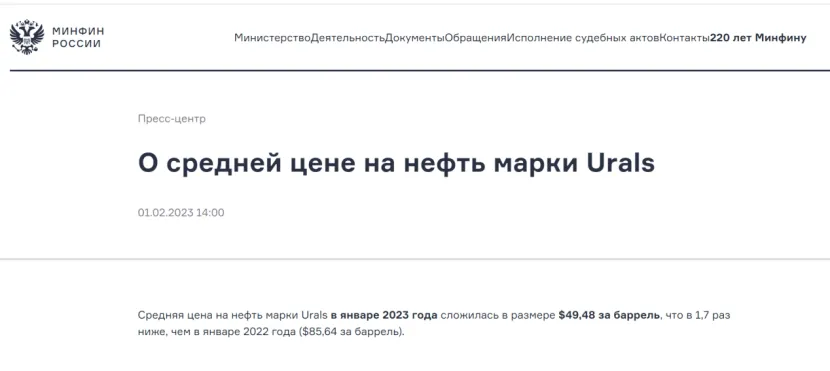 МИНФИН
РОССИИ
МинистерствоДеятельностьДокументыОбращенияИсполнение судебных актовКонтакты220 лет Минфину
Пресс-центр
О средней цене на нефть марки Urals
01.02.2023 14:00
Средняя цена на нефть марки Urals в январе 2023 года сложилась в размере $49,48 за баррель, что в 1,7 раз
ниже, чем в январе 2022 года ($85,64 за баррель).